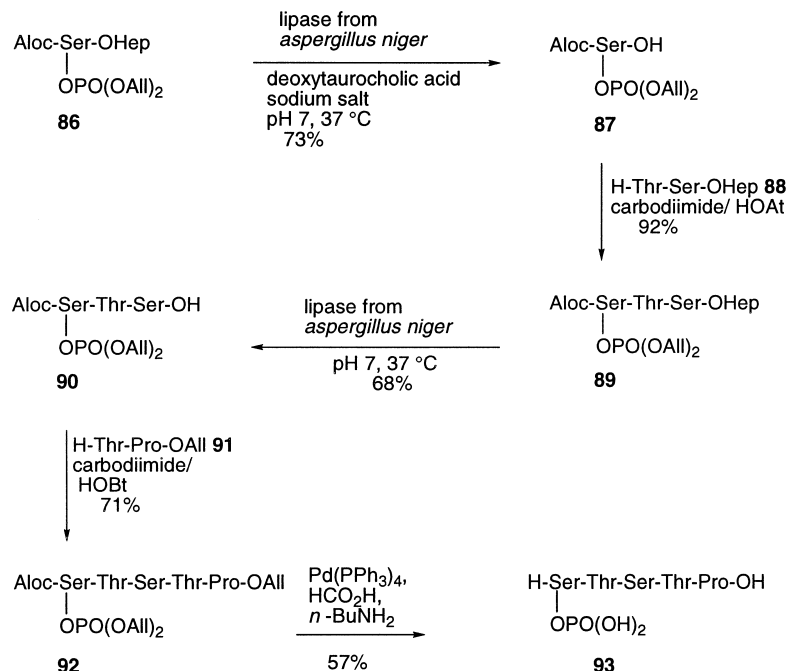 Aloc-Ser-OHep
OPO(OAll)2
86
lipase from
aspergillus niger
deoxytaurocholic acid
sodium salt
pH 7, 37 °C
73%
Aloc-Ser-OH
OPO(OAll)2
87
H-Thr-Ser-OHep 88
carbodiimide/ HOAt
92%
Aloc-Ser-Thr-Ser-OHep
OPO(OAll)2
89
lipase from
aspergillus niger
pH 7, 37 °C
68%
Aloc-Ser-Thr-Ser-OH
OPO(OAll)2
90
H-Thr-Pro-OAll 91
carbodiimide/
HOBt
71%
Aloc-Ser-Thr-Ser-Thr-Pro-OAll
OPO(OAll)2
92
Pd(PPh3)4,
HCO2H,
n-BuNH2
57%
H-Ser-Thr-Ser-Thr-Pro-OH
OPO(OH)2
93